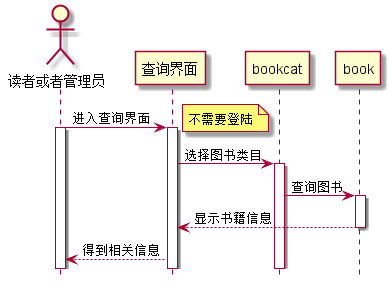 读者或者管理员
查询界面
bookcat
book
进入查询界面
不需要登陆
选择图书类目
查询图书
显示书籍信息
得到相关信息